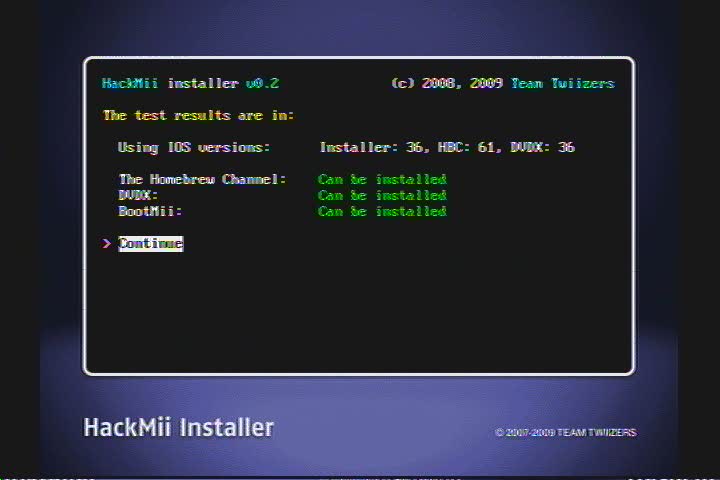 HackMii installer v0.2 (c) 2008, 2009 Team Twiizers
The test results are in:
Using IOS versions: Installer: 36, HBC: 61, DVDX: 36
The Homebrew Channel: Can be installed
DVDX: Can be installed
BootMii: Can be installed
> Continue
HackMii Installer © 2007-2009 TEAM TWIIZERS